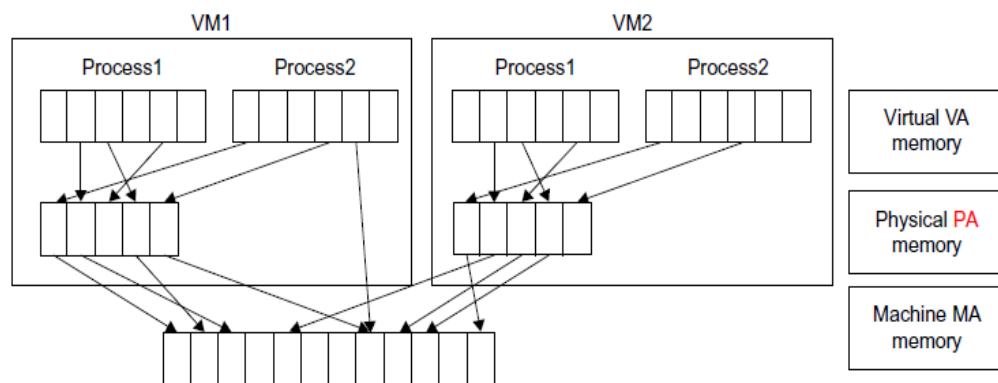 VM1
VM2
Process1
Process2
Process1
Process2
Virtual VA
memory
Physical PA
memory
Machine MA
memory